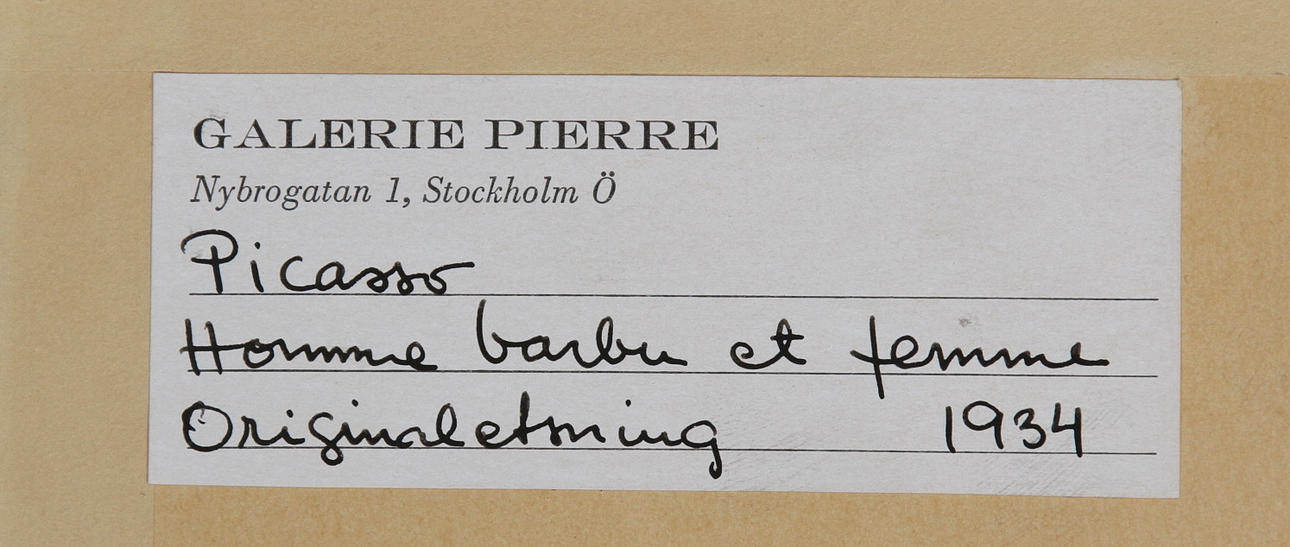 GALERIE PIERRE
Nybrogatan 1, Stockholm Ö
Picasso
Homme barbu et femme
Originaletsning 1934